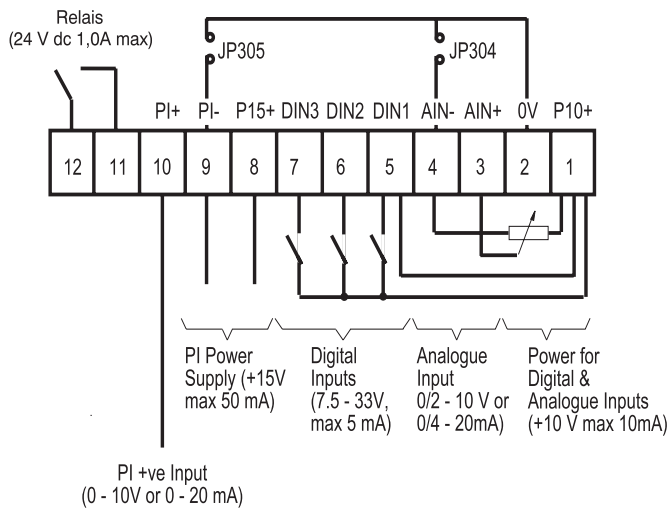 Relais
(24 V dc 1,0A max)
JP305
JP304
PI+ PI- P15+ DIN3 DIN2 DIN1 AIN- AIN+ 0V P10+
12 11 10 9 8 7 6 5 4 3 2 1
PI Power
Supply (+15V
max 50 mA)
Digital
Inputs
(7.5 - 33V,
max 5 mA)
Analogue
Input
0/2 - 10 V or
0/4 - 20mA)
Power for
Digital &
Analogue Inputs
(+10 V max 10mA)
PI +ve Input
(0 - 10V or 0 - 20 mA)